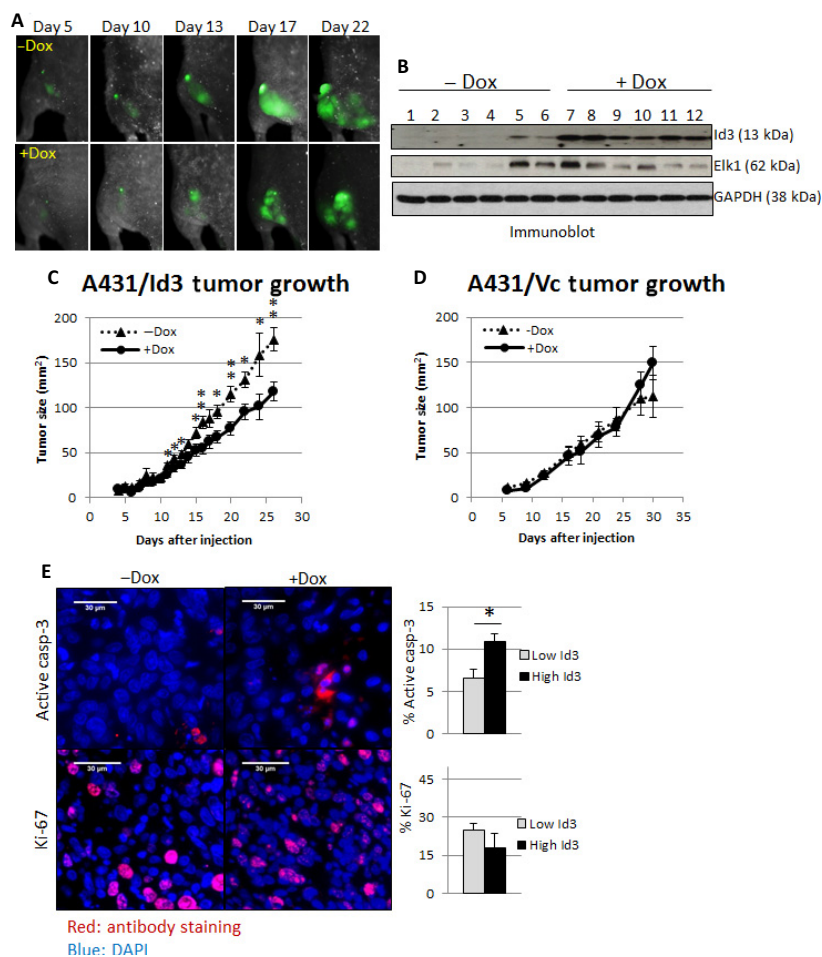 A
Day 5 Day 10 Day 13 Day 17 Day 22
–Dox
+Dox
B
– Dox + Dox
1 2 3 4 5 6 7 8 9 10 11 12
Id3 (13 kDa)
Elk1 (62 kDa)
GAPDH (38 kDa)
Immunoblot
C A431/Id3 tumor growth
200
150
100
50
0
Tumor size (mm²)
–Dox
+Dox
* * * * * * * * * * * * * *
0 5 10 15 20 25 30
Days after injection
D A431/Vc tumor growth
200
150
100
50
0
Tumor size (mm²)
-Dox
+Dox
0 5 10 15 20 25 30 35
Days after injection
E
–Dox +Dox
Active casp-3
30 µm 30 µm
Ki-67
30 µm 30 µm
% Active casp-3
15
10
5
0
*
Low Id3
High Id3
% Ki-67
45
30
15
0
Low Id3
High Id3
Red: antibody staining
Blue: DAPI